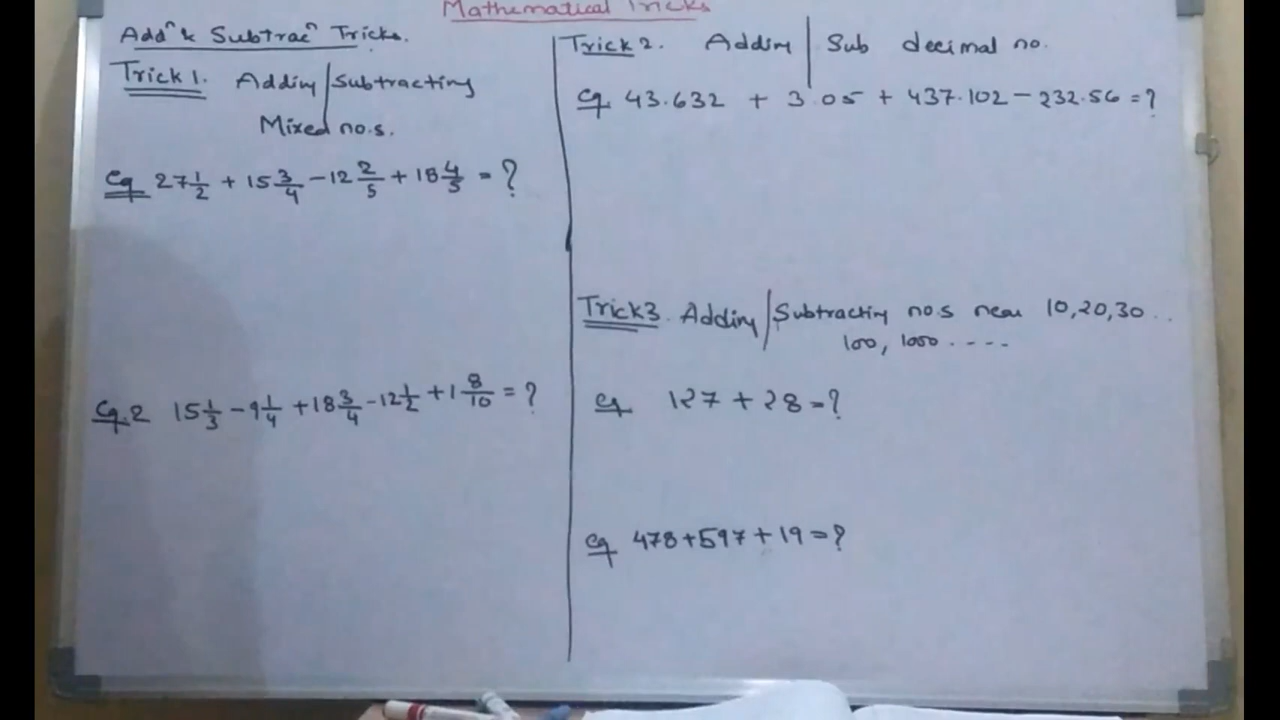 Mathematical Tricks
Addⁿ & Subtracⁿ Tricks.
Trick 1. Adding/Subtracting
Mixed no.s.
eg 27 1/2 + 15 3/4 - 12 2/5 + 18 4/5 = ?
eg.2 15 1/3 - 9 1/4 + 18 3/4 - 12 1/2 + 1 8/10 = ?
Trick 2. Adding | Sub decimal no.
eg. 43.632 + 3.05 + 437.102 - 232.56 = ?
Trick 3. Adding/Subtracting no.s near 10,20,30...
100, 1000 ----
eg. 127 + 28 = ?
eg 478+597+19=?